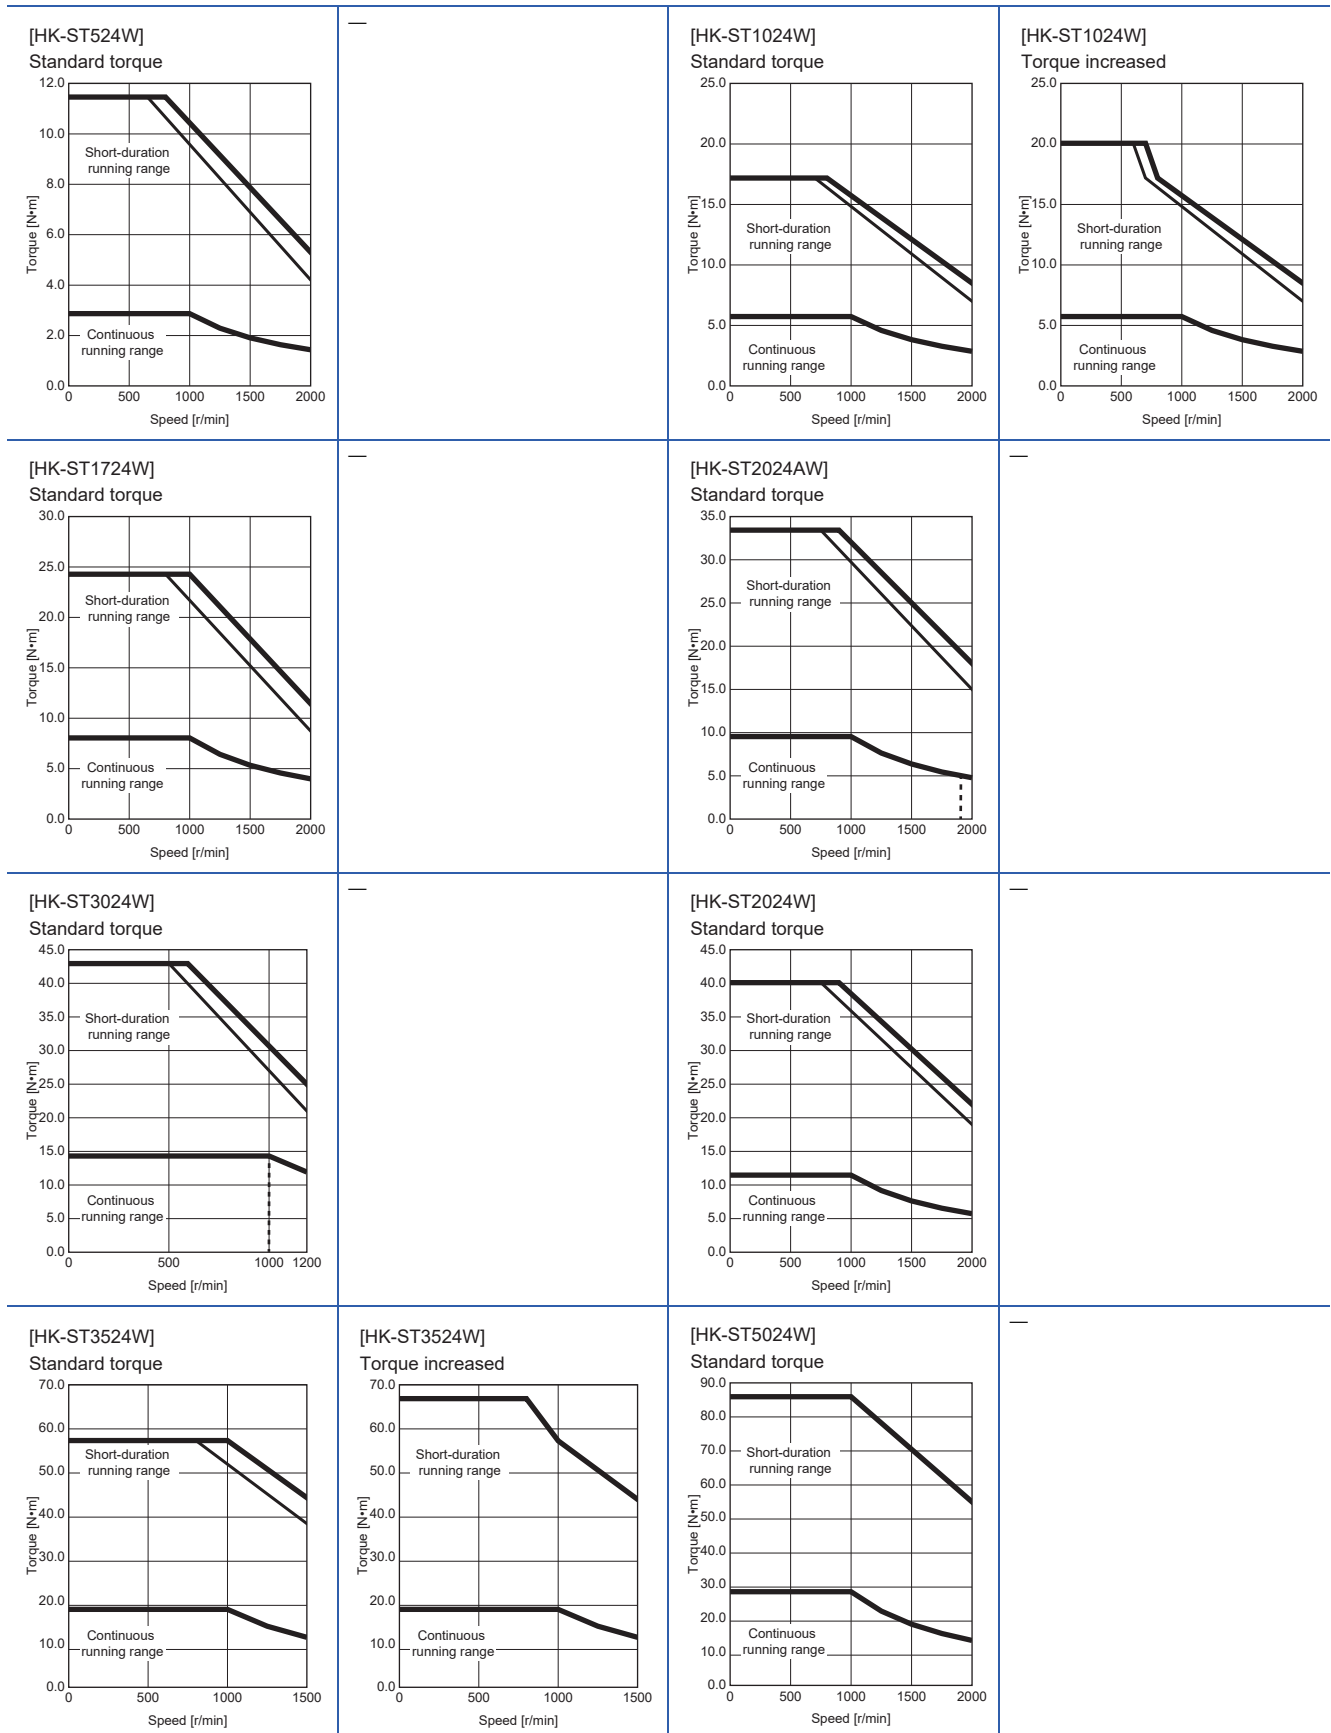 [HK-ST524W]
Standard torque
12.0
10.0
8.0
6.0
4.0
2.0
0.0
Torque [N•m]
Short-duration
running range
Continuous
running range
0 500 1000 1500 2000
Speed [r/min]
—
[HK-ST1024W]
Standard torque
25.0
20.0
15.0
10.0
5.0
0.0
Torque [N•m]
Short-duration
running range
Continuous
running range
0 500 1000 1500 2000
Speed [r/min]
[HK-ST1024W]
Torque increased
25.0
20.0
15.0
10.0
5.0
0.0
Torque [N•m]
Short-duration
running range
Continuous
running range
0 500 1000 1500 2000
Speed [r/min]
[HK-ST1724W]
Standard torque
30.0
25.0
20.0
15.0
10.0
5.0
0.0
Torque [N•m]
Short-duration
running range
Continuous
running range
0 500 1000 1500 2000
Speed [r/min]
—
[HK-ST2024AW]
Standard torque
35.0
30.0
25.0
20.0
15.0
10.0
5.0
0.0
Torque [N•m]
Short-duration
running range
Continuous
running range
0 500 1000 1500 2000
Speed [r/min]
—
[HK-ST3024W]
Standard torque
45.0
40.0
35.0
30.0
25.0
20.0
15.0
10.0
5.0
0.0
Torque [N•m]
Short-duration
running range
Continuous
running range
0 500 1000 1200
Speed [r/min]
—
[HK-ST2024W]
Standard torque
45.0
40.0
35.0
30.0
25.0
20.0
15.0
10.0
5.0
0.0
Torque [N•m]
Short-duration
running range
Continuous
running range
0 500 1000 1500 2000
Speed [r/min]
—
[HK-ST3524W]
Standard torque
70.0
60.0
50.0
40.0
30.0
20.0
10.0
0.0
Torque [N•m]
Short-duration
running range
Continuous
running range
0 500 1000 1500
Speed [r/min]
[HK-ST3524W]
Torque increased
70.0
60.0
50.0
40.0
30.0
20.0
10.0
0.0
Torque [N•m]
Short-duration
running range
Continuous
running range
0 500 1000 1500
Speed [r/min]
[HK-ST5024W]
Standard torque
90.0
80.0
70.0
60.0
50.0
40.0
30.0
20.0
10.0
0.0
Torque [N•m]
Short-duration
running range
Continuous
running range
0 500 1000 1500 2000
Speed [r/min]
—